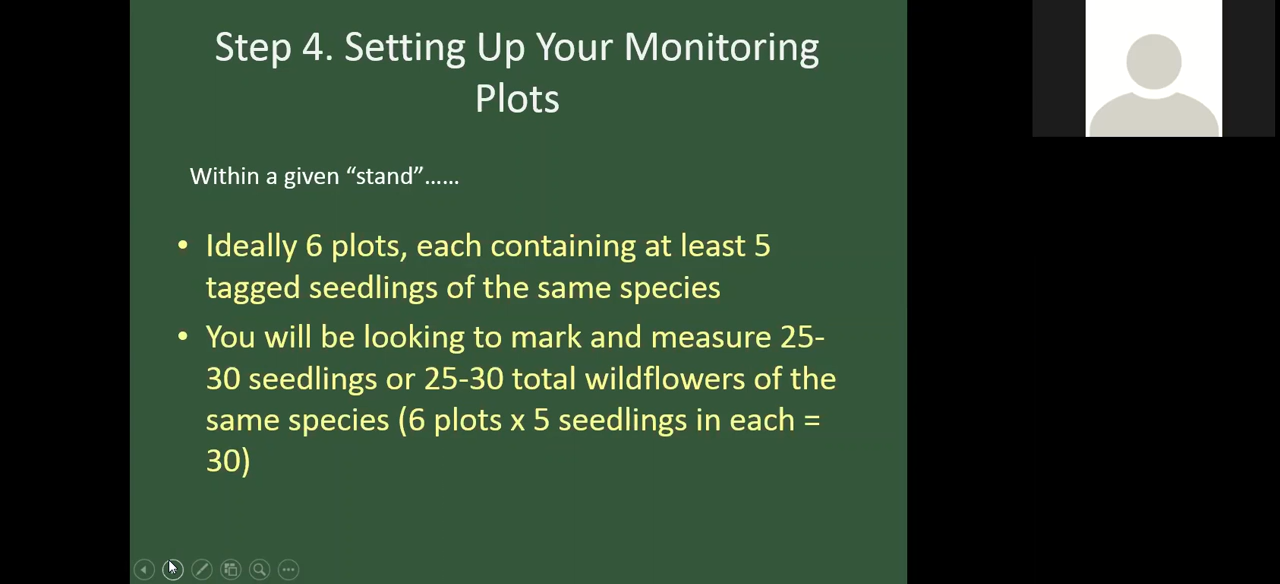 Step 4. Setting Up Your Monitoring
Plots
Within a given “stand”......
• Ideally 6 plots, each containing at least 5
tagged seedlings of the same species
• You will be looking to mark and measure 25-
30 seedlings or 25-30 total wildflowers of the
same species (6 plots x 5 seedlings in each =
30)